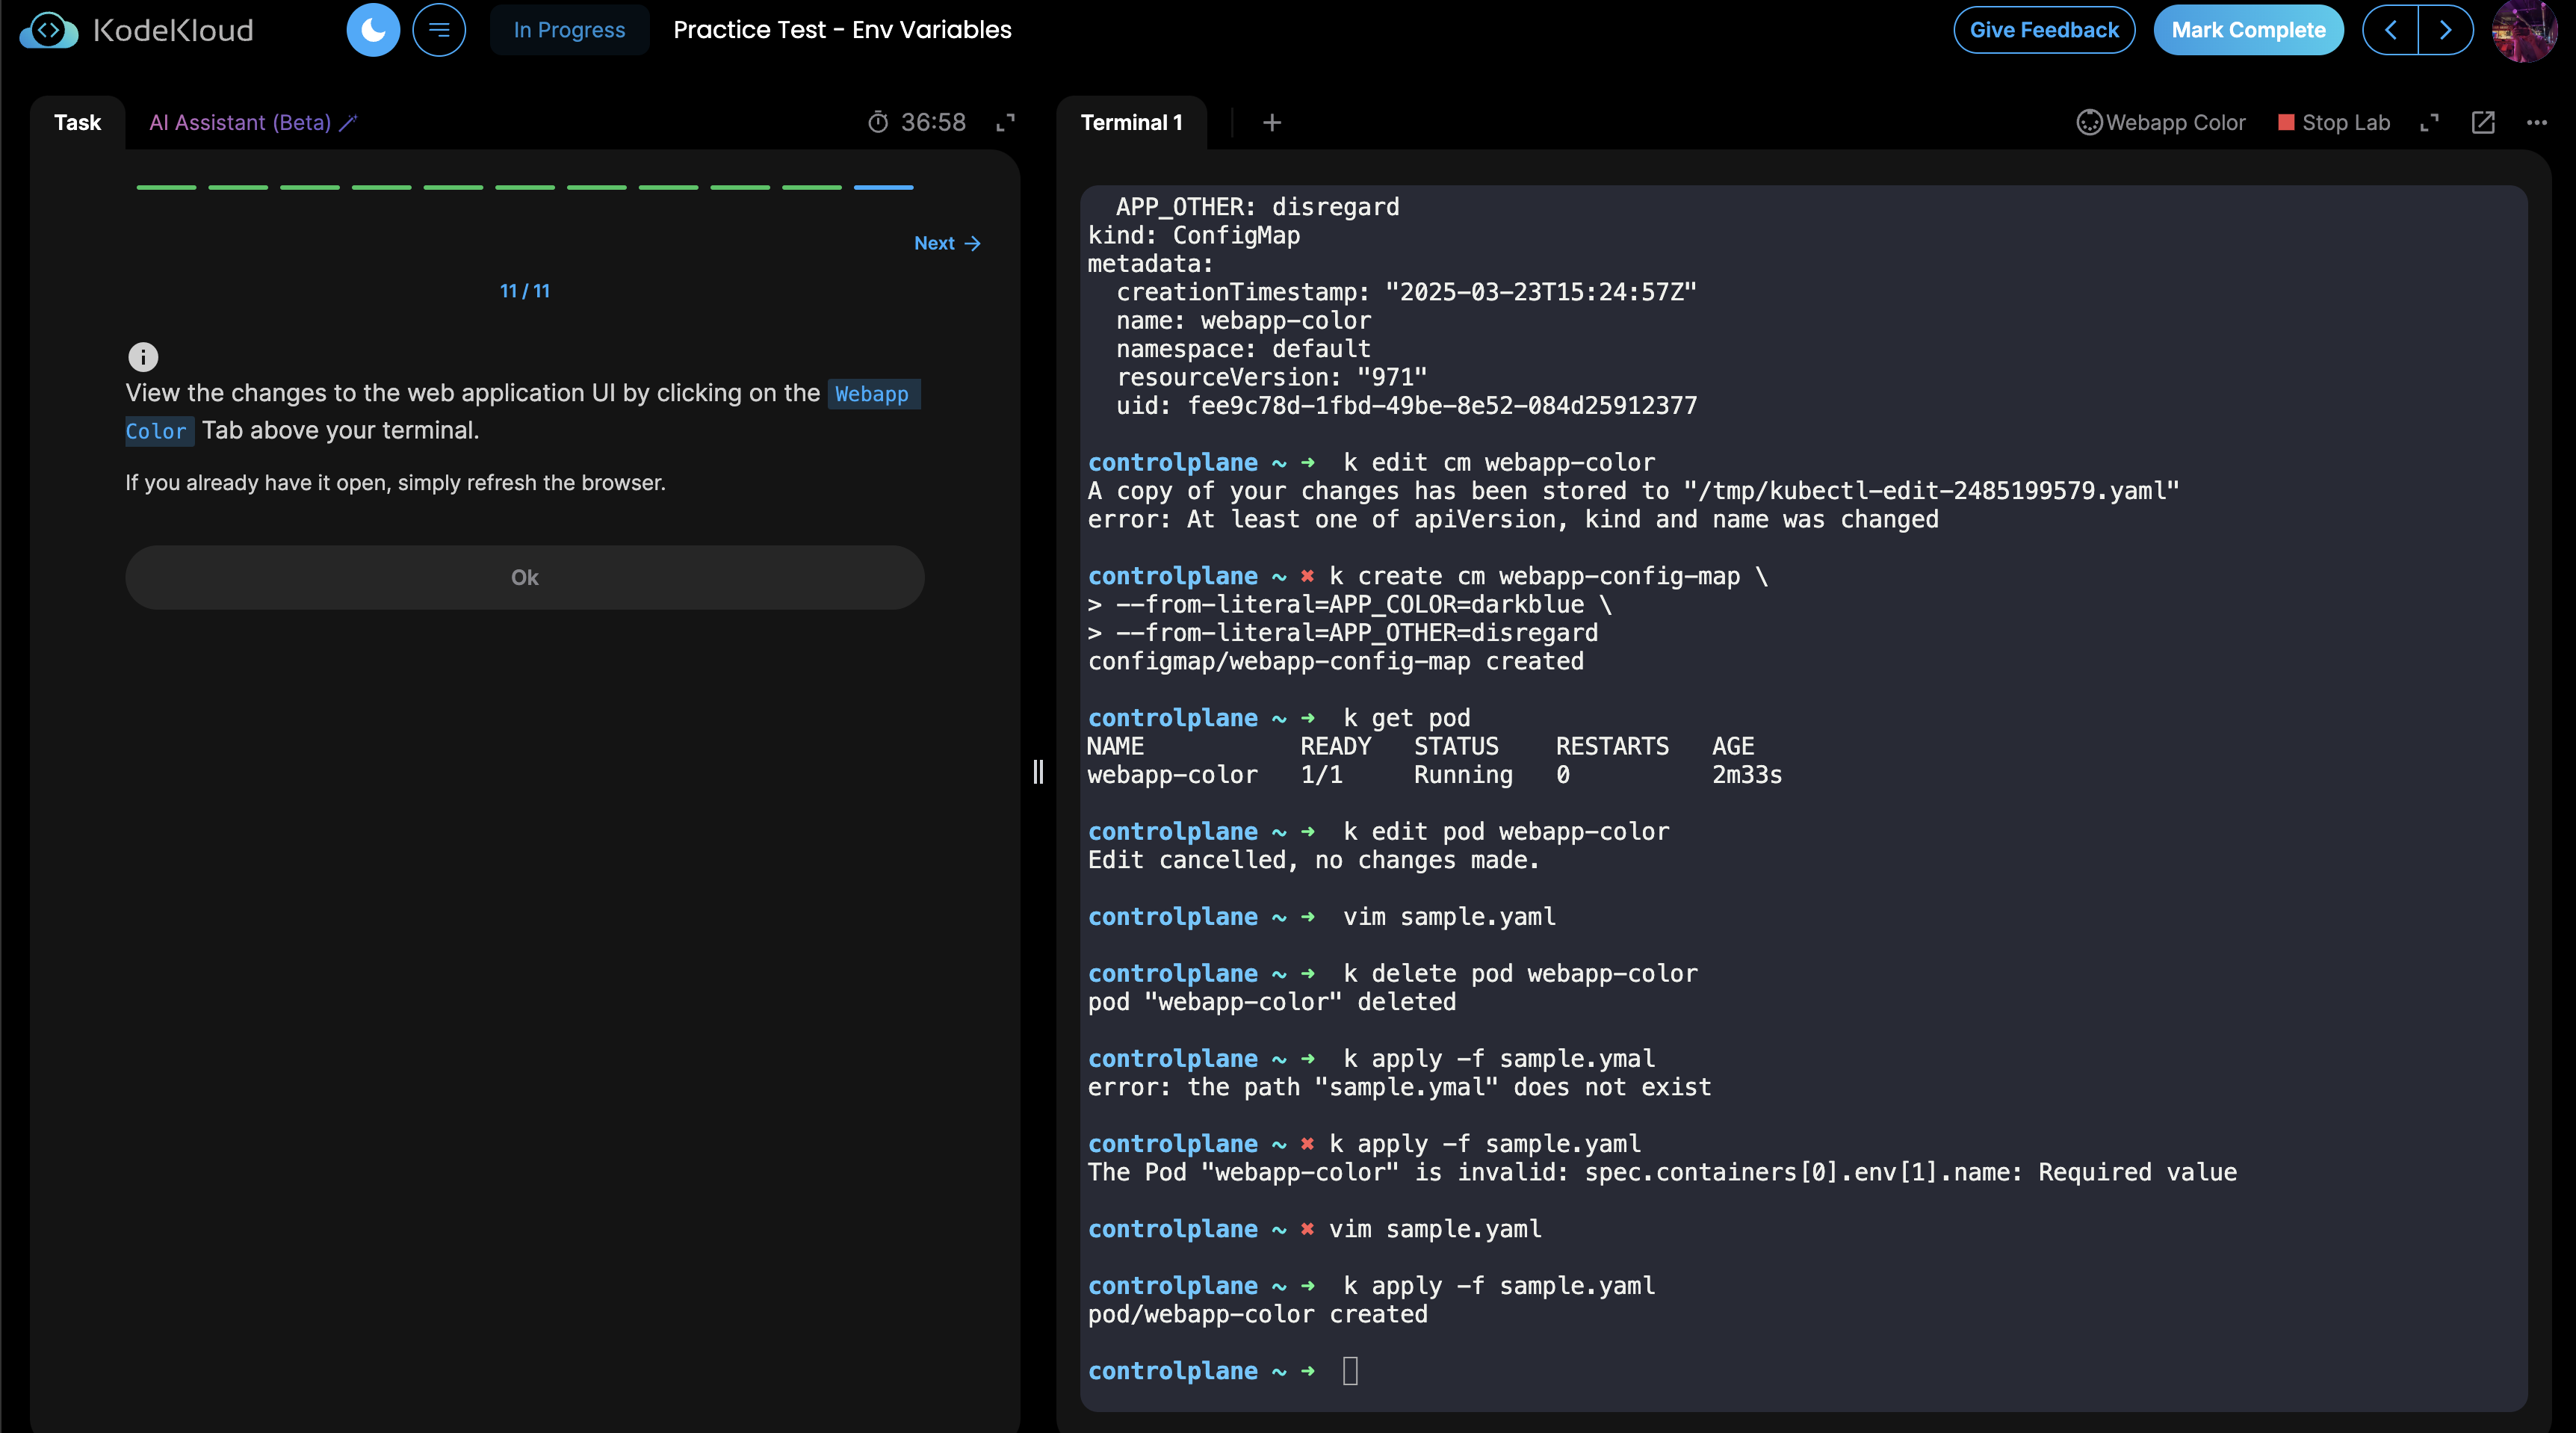 KodeKloud
In Progress
Practice Test - Env Variables
Give Feedback
Mark Complete
Task
AI Assistant (Beta)
36:58
Next →
11 / 11
View the changes to the web application UI by clicking on the Webapp
Color Tab above your terminal.
If you already have it open, simply refresh the browser.
Ok
Terminal 1
+
Webapp Color
Stop Lab
  APP_OTHER: disregard
kind: ConfigMap
metadata:
  creationTimestamp: "2025-03-23T15:24:57Z"
  name: webapp-color
  namespace: default
  resourceVersion: "971"
  uid: fee9c78d-1fbd-49be-8e52-084d25912377
controlplane ~ ➜  k edit cm webapp-color
A copy of your changes has been stored to "/tmp/kubectl-edit-2485199579.yaml"
error: At least one of apiVersion, kind and name was changed
controlplane ~ ✖ k create cm webapp-config-map \
> --from-literal=APP_COLOR=darkblue \
> --from-literal=APP_OTHER=disregard
configmap/webapp-config-map created
controlplane ~ ➜  k get pod
NAME           READY   STATUS    RESTARTS   AGE
webapp-color   1/1     Running   0          2m33s
controlplane ~ ➜  k edit pod webapp-color
Edit cancelled, no changes made.
controlplane ~ ➜  vim sample.yaml
controlplane ~ ➜  k delete pod webapp-color
pod "webapp-color" deleted
controlplane ~ ➜  k apply -f sample.ymal
error: the path "sample.ymal" does not exist
controlplane ~ ✖ k apply -f sample.yaml
The Pod "webapp-color" is invalid: spec.containers[0].env[1].name: Required value
controlplane ~ ✖ vim sample.yaml
controlplane ~ ➜  k apply -f sample.yaml
pod/webapp-color created
controlplane ~ ➜